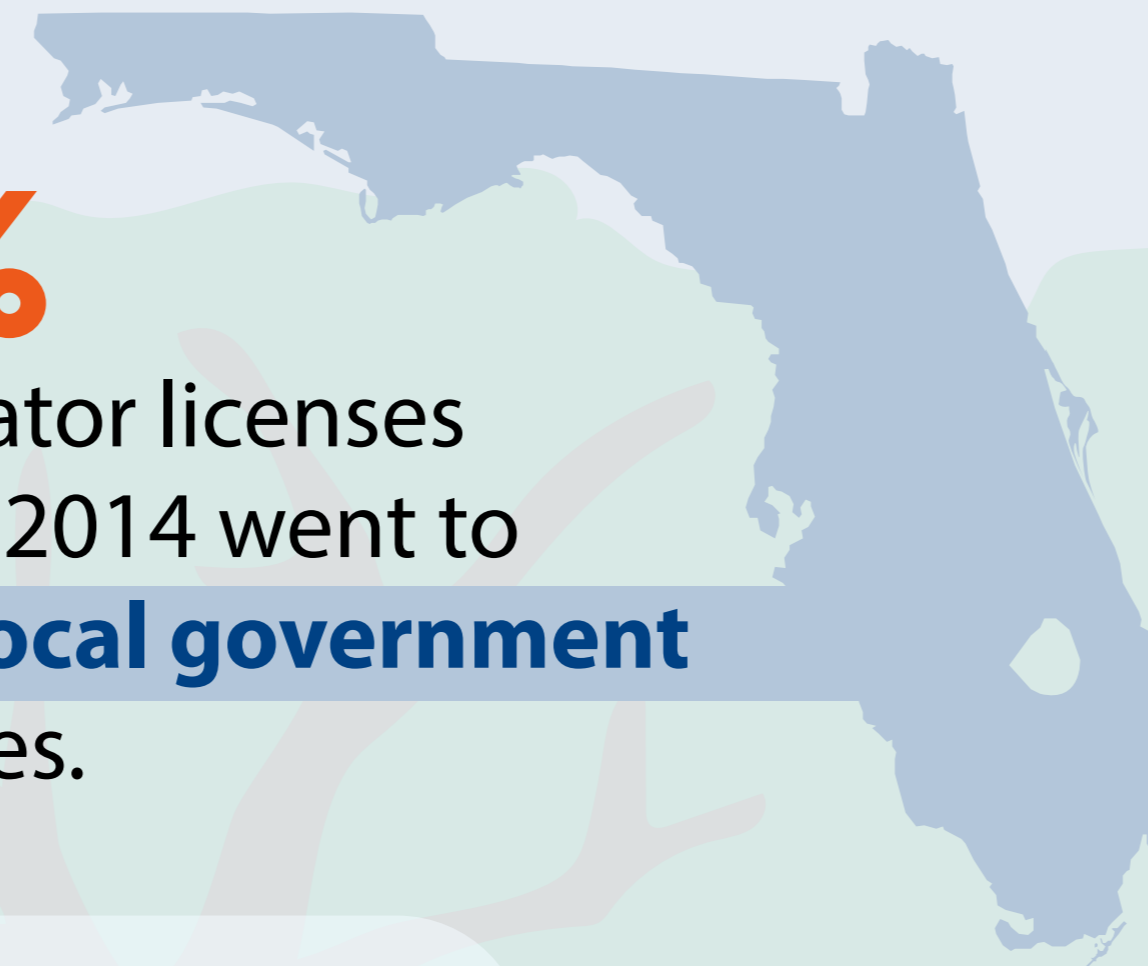 %
ator licenses
2014 went to
ocal government
es.